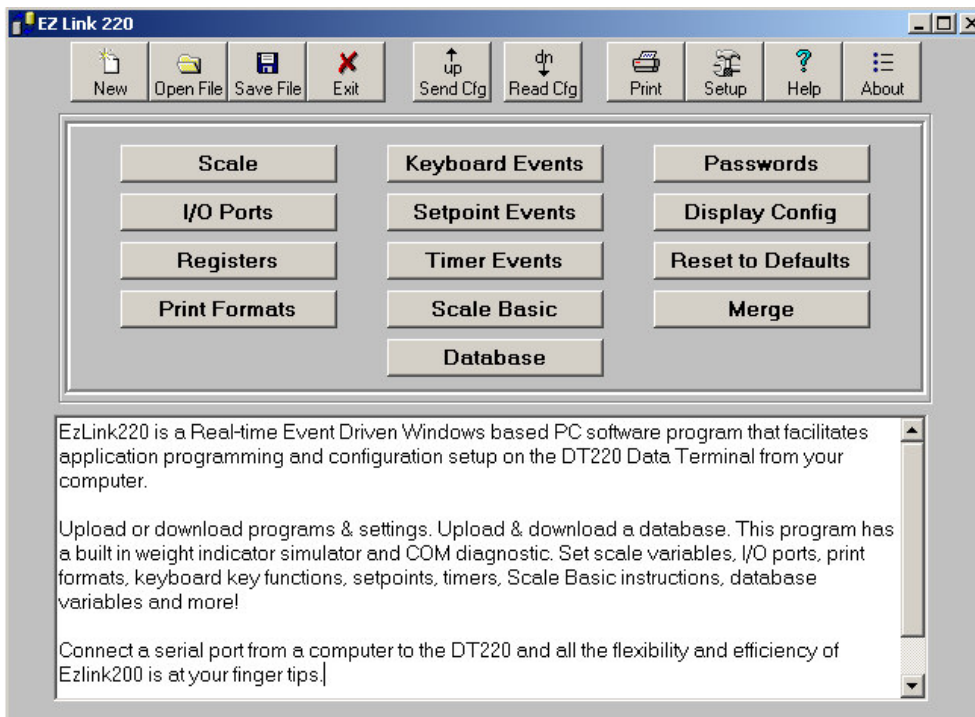 EZ Link 220
New Open File Save File Exit up Send Cfg dn Read Cfg Print Setup Help About
Scale Keyboard Events Passwords
I/O Ports Setpoint Events Display Config
Registers Timer Events Reset to Defaults
Print Formats Scale Basic Merge
Database
EzLink220 is a Real-time Event Driven Windows based PC software program that facilitates
application programming and configuration setup on the DT220 Data Terminal from your
computer.
Upload or download programs & settings. Upload & download a database. This program has
a built in weight indicator simulator and COM diagnostic. Set scale variables, I/O ports, print
formats, keyboard key functions, setpoints, timers, Scale Basic instructions, database
variables and more!
Connect a serial port from a computer to the DT220 and all the flexibility and efficiency of
Ezlink200 is at your finger tips.